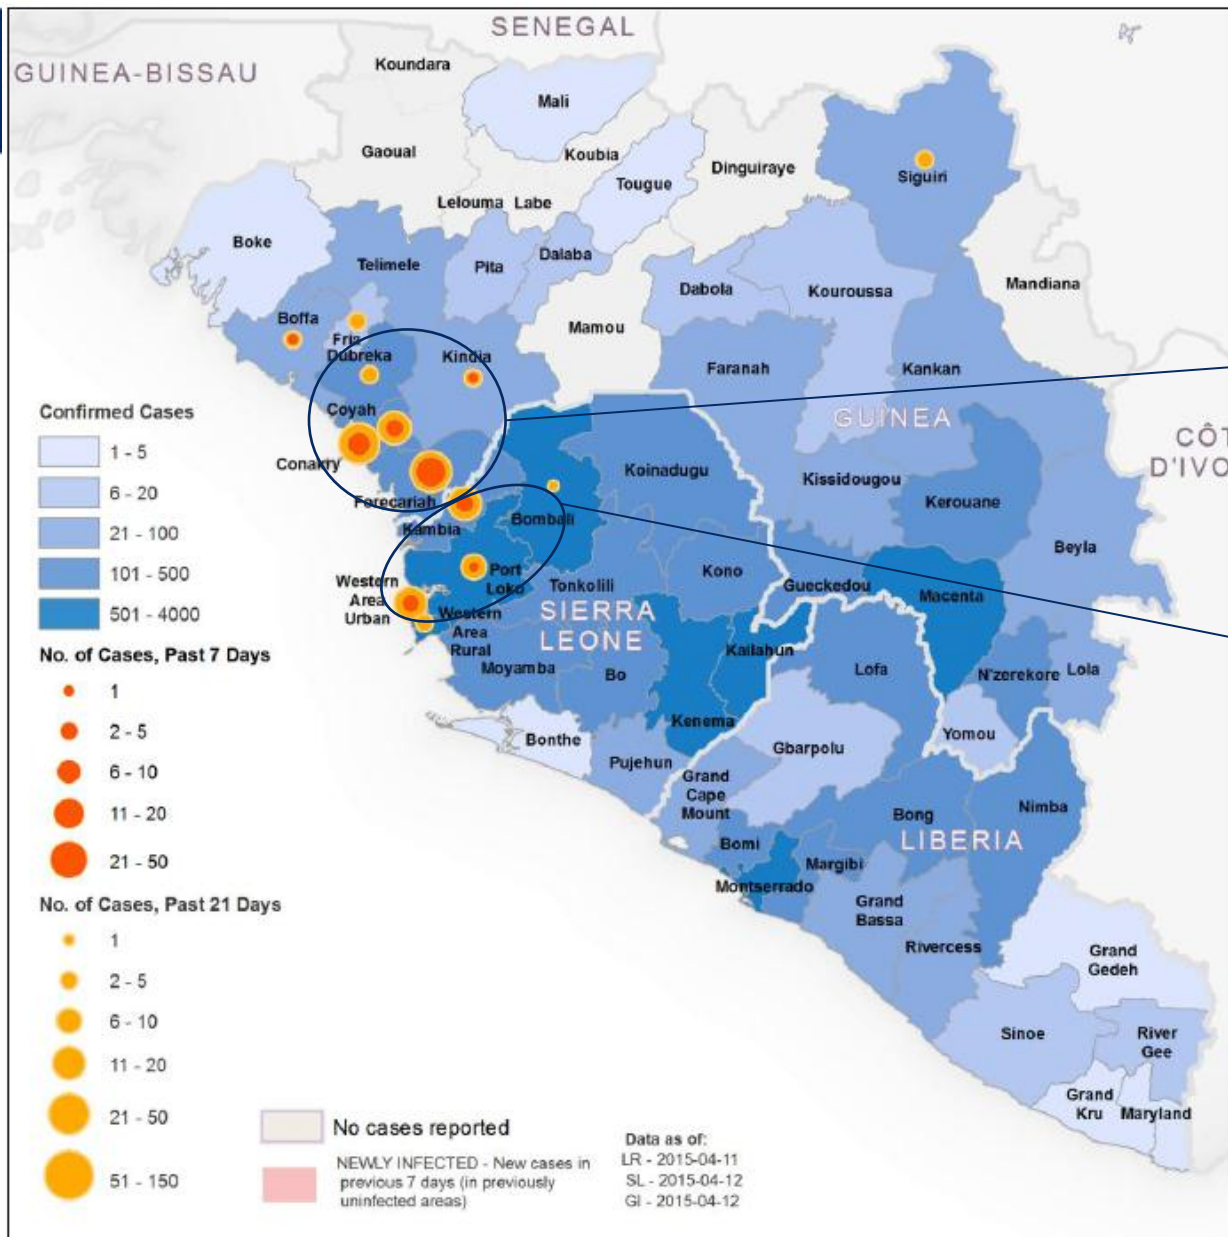 SENEGAL
GUINEA-BISSAU
Koundara
Mali
Gaoual
Koubia
Dinguiraye
Tougue
Siguiri
Lelouma
Labe
Boke
Telimele
Pita
Dalaba
Mandiana
Dabola
Kouroussa
Boffa
Mamou
Fria
Dubreka
Kindia
Faranah
Kankan
Confirmed Cases
1 - 5
6 - 20
21 - 100
101 - 500
501 - 4000
Coyah
GUINEA
CÔT
D'IVO
Conakry
Koinadugu
Kissidougou
Forecariah
Kerouane
Bombali
Kambia
Beyla
Port
Loko
Kono
Gueckedou
Western
Area
Urban
Tonkolili
Macenta
SIERRA
LEONE
Western
Area
Rural
Kailahun
Moyamba
Bo
Lofa
N'zerekore
Lola
No. of Cases, Past 7 Days
1
2 - 5
6 - 10
11 - 20
21 - 50
Kenema
Bonthe
Gbarpolu
Yomou
Pujehun
Grand
Cape
Mount
Nimba
Bong
LIBERIA
Bomi
Margibi
Montserrado
Grand
Bassa
Rivercess
No. of Cases, Past 21 Days
1
2 - 5
6 - 10
11 - 20
21 - 50
51 - 150
Grand
Gedeh
Sinoe
River
Gee
Grand
Kru
Maryland
No cases reported
NEWLY INFECTED - New cases in
previous 7 days (in previously
uninfected areas)
Data as of:
LR - 2015-04-11
SL - 2015-04-12
GI - 2015-04-12